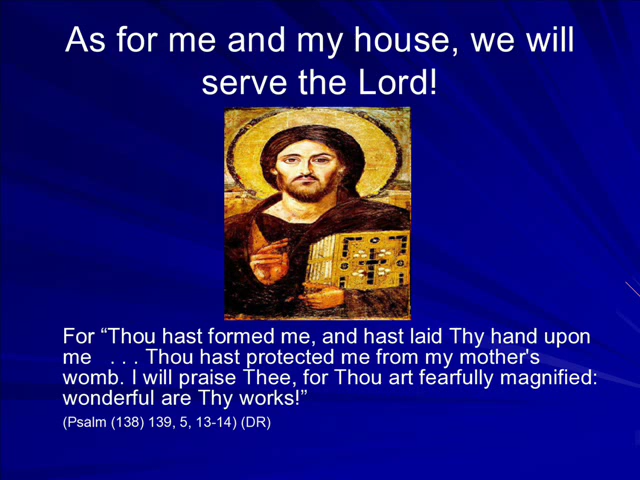 As for me and my house, we will
serve the Lord!
For “Thou hast formed me, and hast laid Thy hand upon
me . . . Thou hast protected me from my mother's
womb. I will praise Thee, for Thou art fearfully magnified:
wonderful are Thy works!”
(Psalm (138) 139, 5, 13-14) (DR)